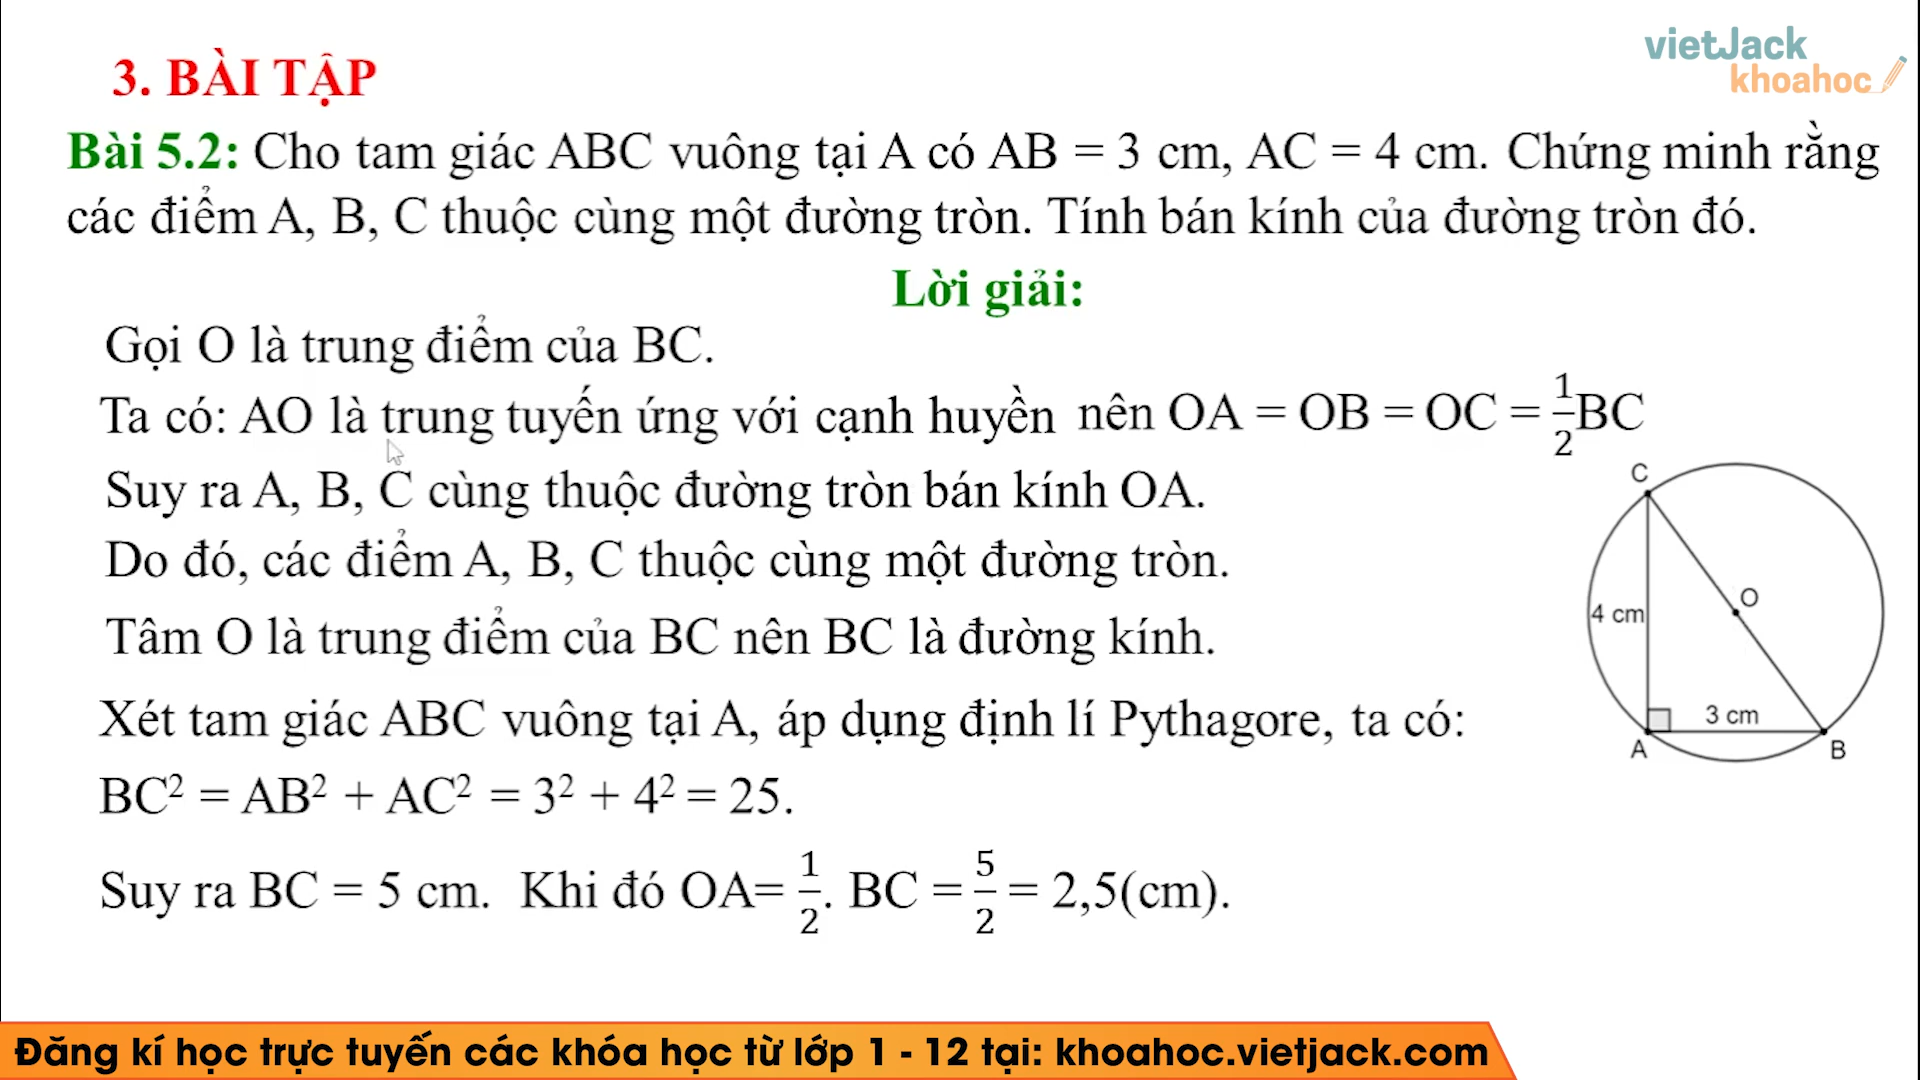 vietJack
khoahoc
3. BÀI TẬP
Bài 5.2: Cho tam giác ABC vuông tại A có AB = 3 cm, AC = 4 cm. Chứng minh rằng
các điểm A, B, C thuộc cùng một đường tròn. Tính bán kính của đường tròn đó.
Lời giải:
Gọi O là trung điểm của BC.
Ta có: AO là trung tuyến ứng với cạnh huyền nên OA = OB = OC = 1/2 BC
Suy ra A, B, C cùng thuộc đường tròn bán kính OA.
Do đó, các điểm A, B, C thuộc cùng một đường tròn.
Tâm O là trung điểm của BC nên BC là đường kính.
Xét tam giác ABC vuông tại A, áp dụng định lí Pythagore, ta có:
BC² = AB² + AC² = 3² + 4² = 25.
Suy ra BC = 5 cm. Khi đó OA= 1/2. BC = 5/2 = 2,5(cm).
C
O
4 cm
3 cm
A
B
Đăng kí học trực tuyến các khóa học từ lớp 1 - 12 tại: khoahoc.vietjack.com